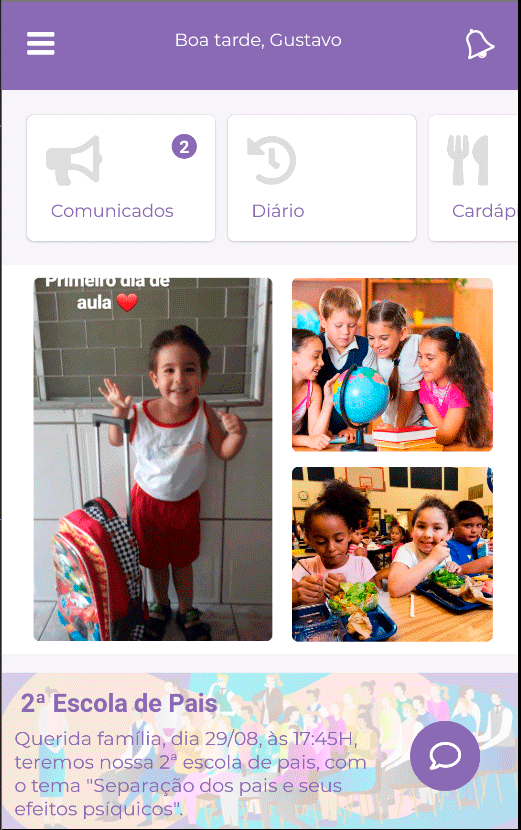 Boa tarde, Gustavo
2
Comunicados
Diário
Cardáp
Primeiro dia de
aula ❤️
2ª Escola de Pais
Querida família, dia 29/08, às 17:45H,
teremos nossa 2ª escola de pais, com
o tema "Separação dos pais e seus
efeitos psíquicos".